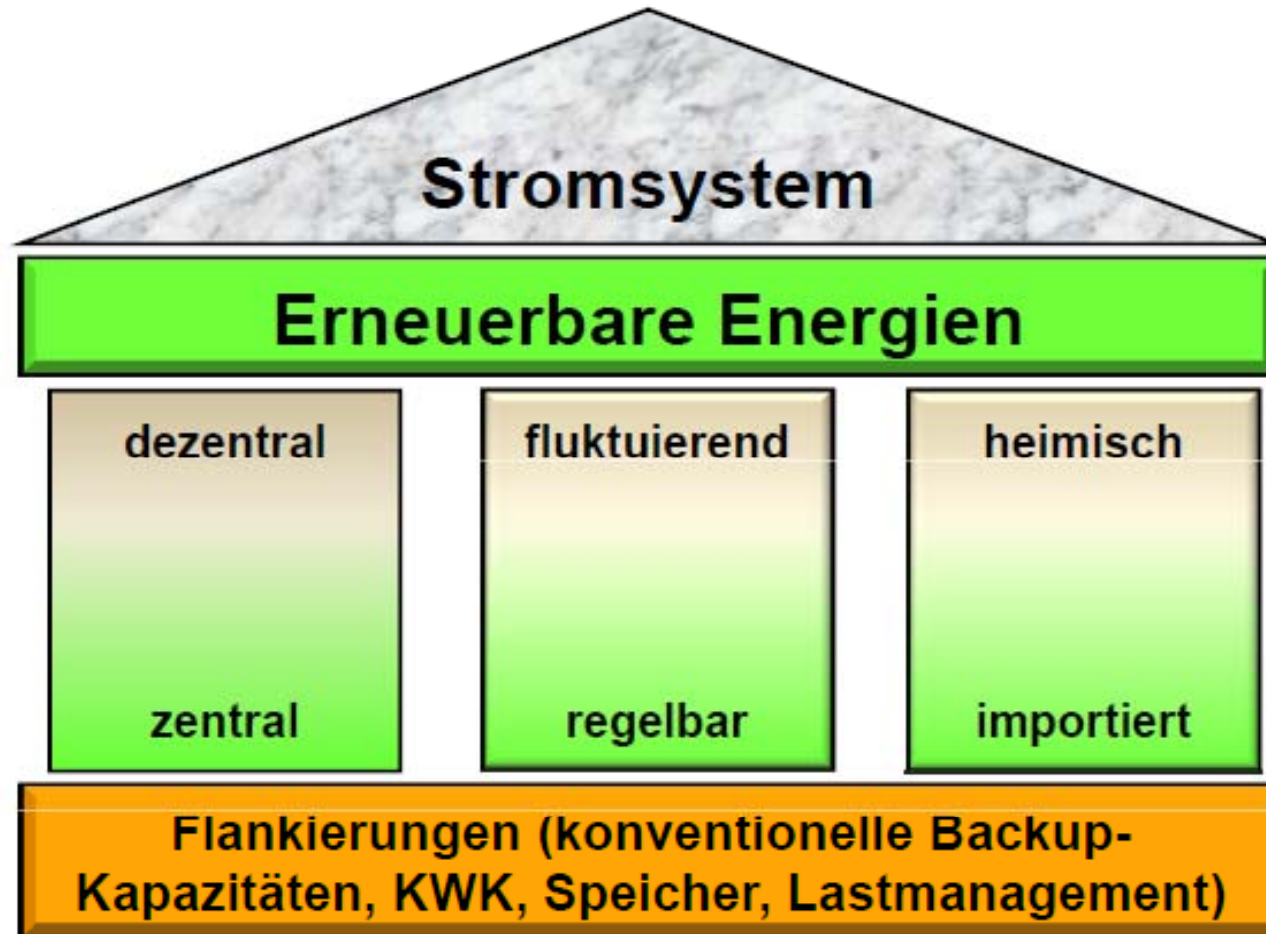 Stromsystem
Erneuerbare Energien
dezentral
zentral
fluktuierend
regelbar
heimisch
importiert
Flankierungen (konventionelle Backup-
Kapazitäten, KWK, Speicher, Lastmanagement)